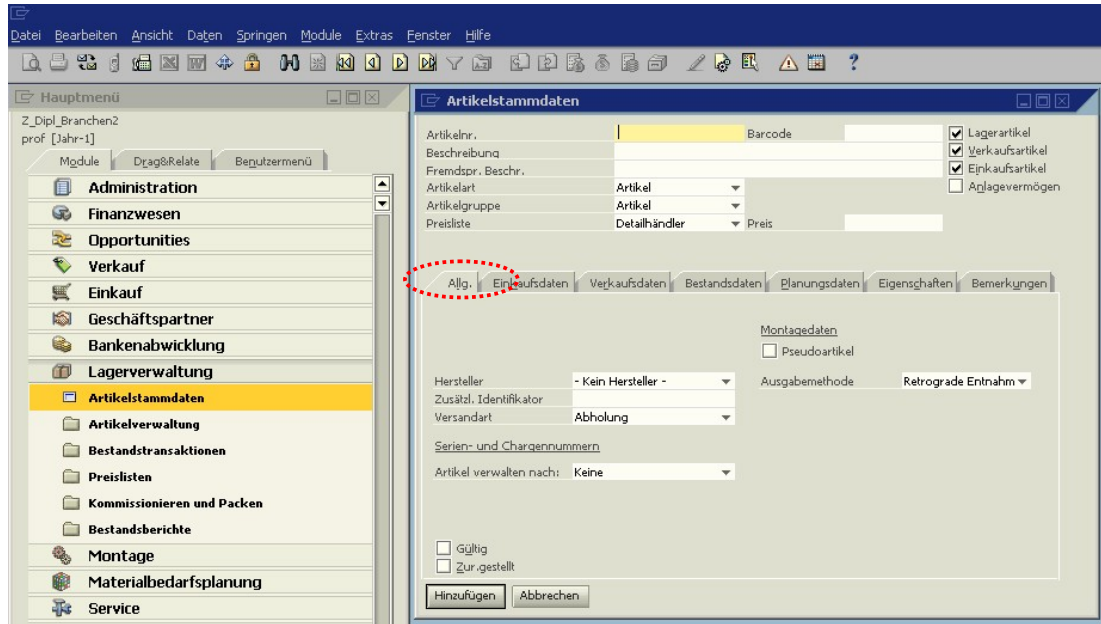 Datei Bearbeiten Ansicht Daten Springen Module Extras Fenster Hilfe
Hauptmenü
Z_Dipl_Branchen2
prof [Jahr-1]
Module Drag&Relate Benutzermenü
Administration
Finanzwesen
Opportunities
Verkauf
Einkauf
Geschäftspartner
Bankenabwicklung
Lagerverwaltung
Artikelstammdaten
Artikelverwaltung
Bestandstransaktionen
Preislisten
Kommissionieren und Packen
Bestandsberichte
Montage
Materialbedarfsplanung
Service
Artikelstammdaten
Artikelnr. Barcode Lagerartikel
Beschreibung Verkaufsartikel
Fremdspr. Beschr. Einkaufsartikel
Artikelart Artikel Anlagevermögen
Artikelgruppe Artikel
Preisliste Detailhändler Preis
Allg. Einkaufsdaten Verkaufsdaten Bestandsdaten Planungsdaten Eigenschaften Bemerkungen
Montagedaten
Pseudoartikel
Hersteller - Kein Hersteller - Ausgabemethode Retrograde Entnahm
Zusätzl. Identifikator
Versandart Abholung
Serien- und Chargennummern
Artikel verwalten nach: Keine
Gültig
Zur.gestellt
Hinzufügen Abbrechen